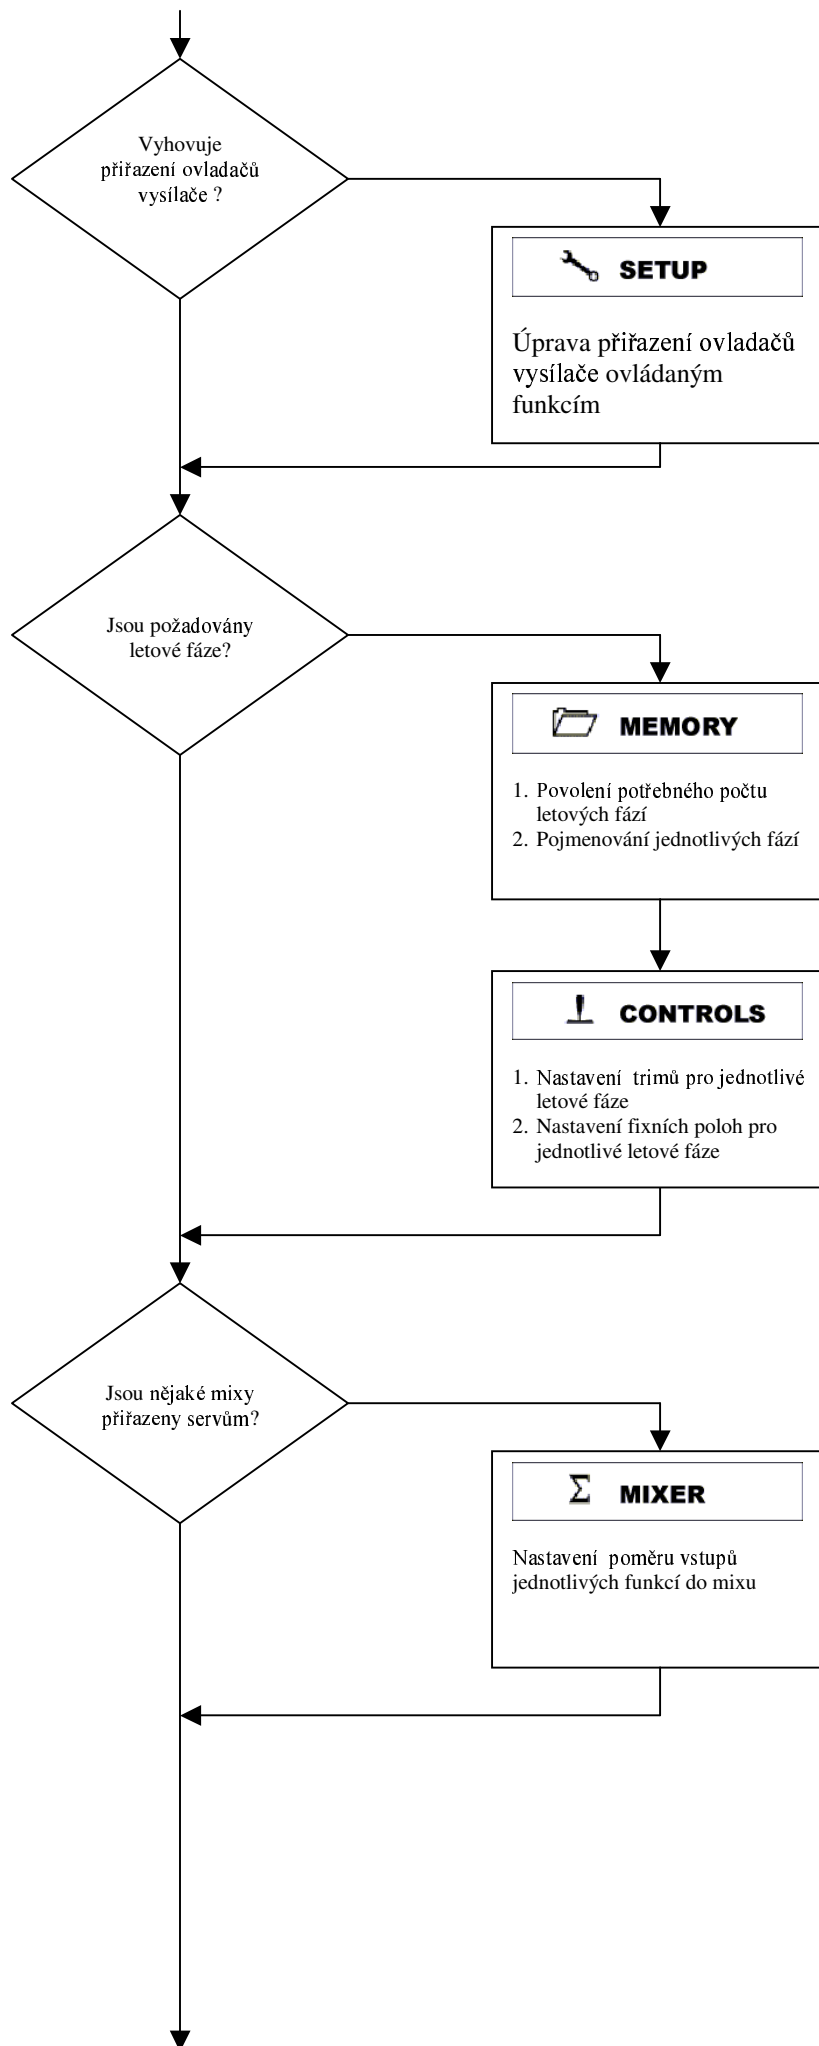 Vyhovuje
přiřazení ovladačů
vysílače ?
SETUP
Úprava přiřazení ovladačů
vysílače ovládaným
funkcím
Jsou požadovány
letové fáze?
MEMORY
1. Povolení potřebného počtu
letových fází
2. Pojmenování jednotlivých fází
CONTROLS
1. Nastavení trimů pro jednotlivé
letové fáze
2. Nastavení fixních poloh pro
jednotlivé letové fáze
Jsou nějaké mixy
přiřazeny servům?
Σ MIXER
Nastavení poměru vstupů
jednotlivých funkcí do mixu